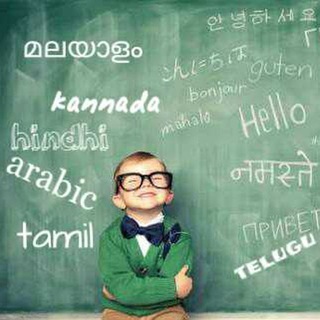 안녕하세요
മലയാളം
こんにちは
guten
bonjour
kannada
mahalo
Hello
hindhi
arabic
नमस्ते
tamil
ПРИВЕТ
TELUGU